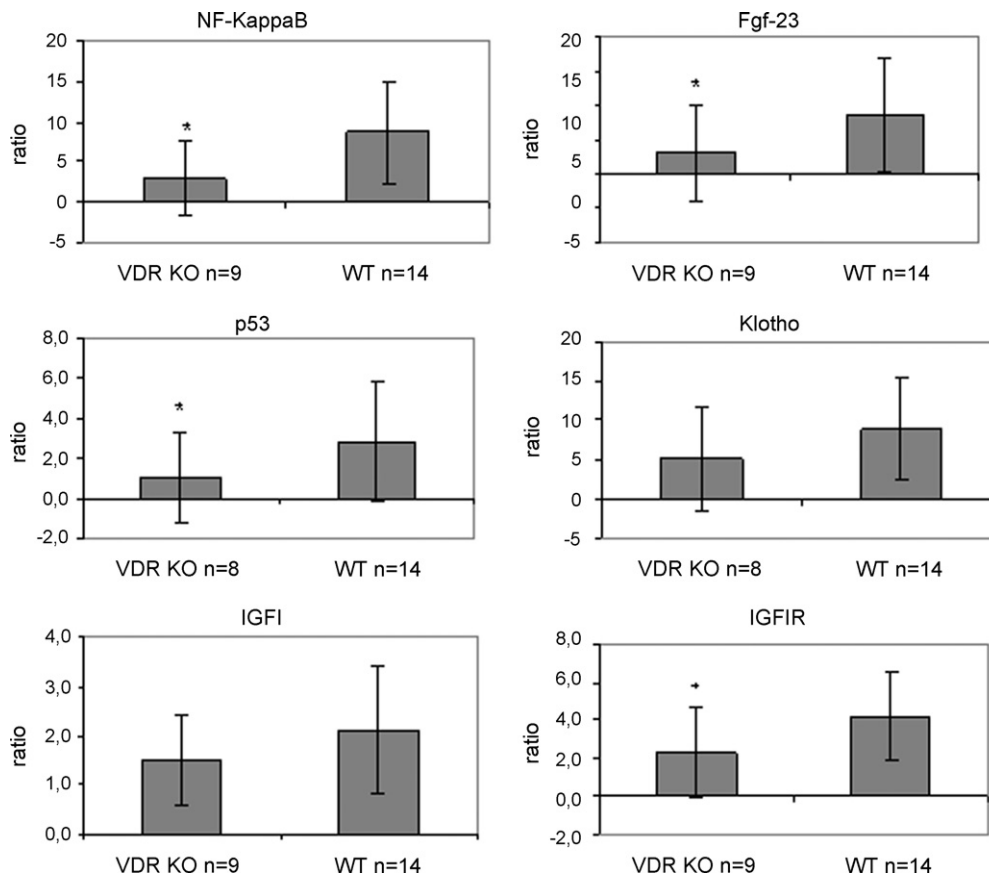 NF-KappaB
20
15
10
5
0
-5
ratio
*
VDR KO n=9 WT n=14
Fgf-23
20
15
10
5
0
-5
ratio
*
VDR KO n=9 WT n=14
p53
8,0
6,0
4,0
2,0
0,0
-2,0
ratio
*
VDR KO n=8 WT n=14
Klotho
20
15
10
5
0
-5
ratio
VDR KO n=8 WT n=14
IGFI
4,0
3,0
2,0
1,0
0,0
ratio
VDR KO n=9 WT n=14
IGFIR
8,0
6,0
4,0
2,0
0,0
-2,0
ratio
*
VDR KO n=9 WT n=14